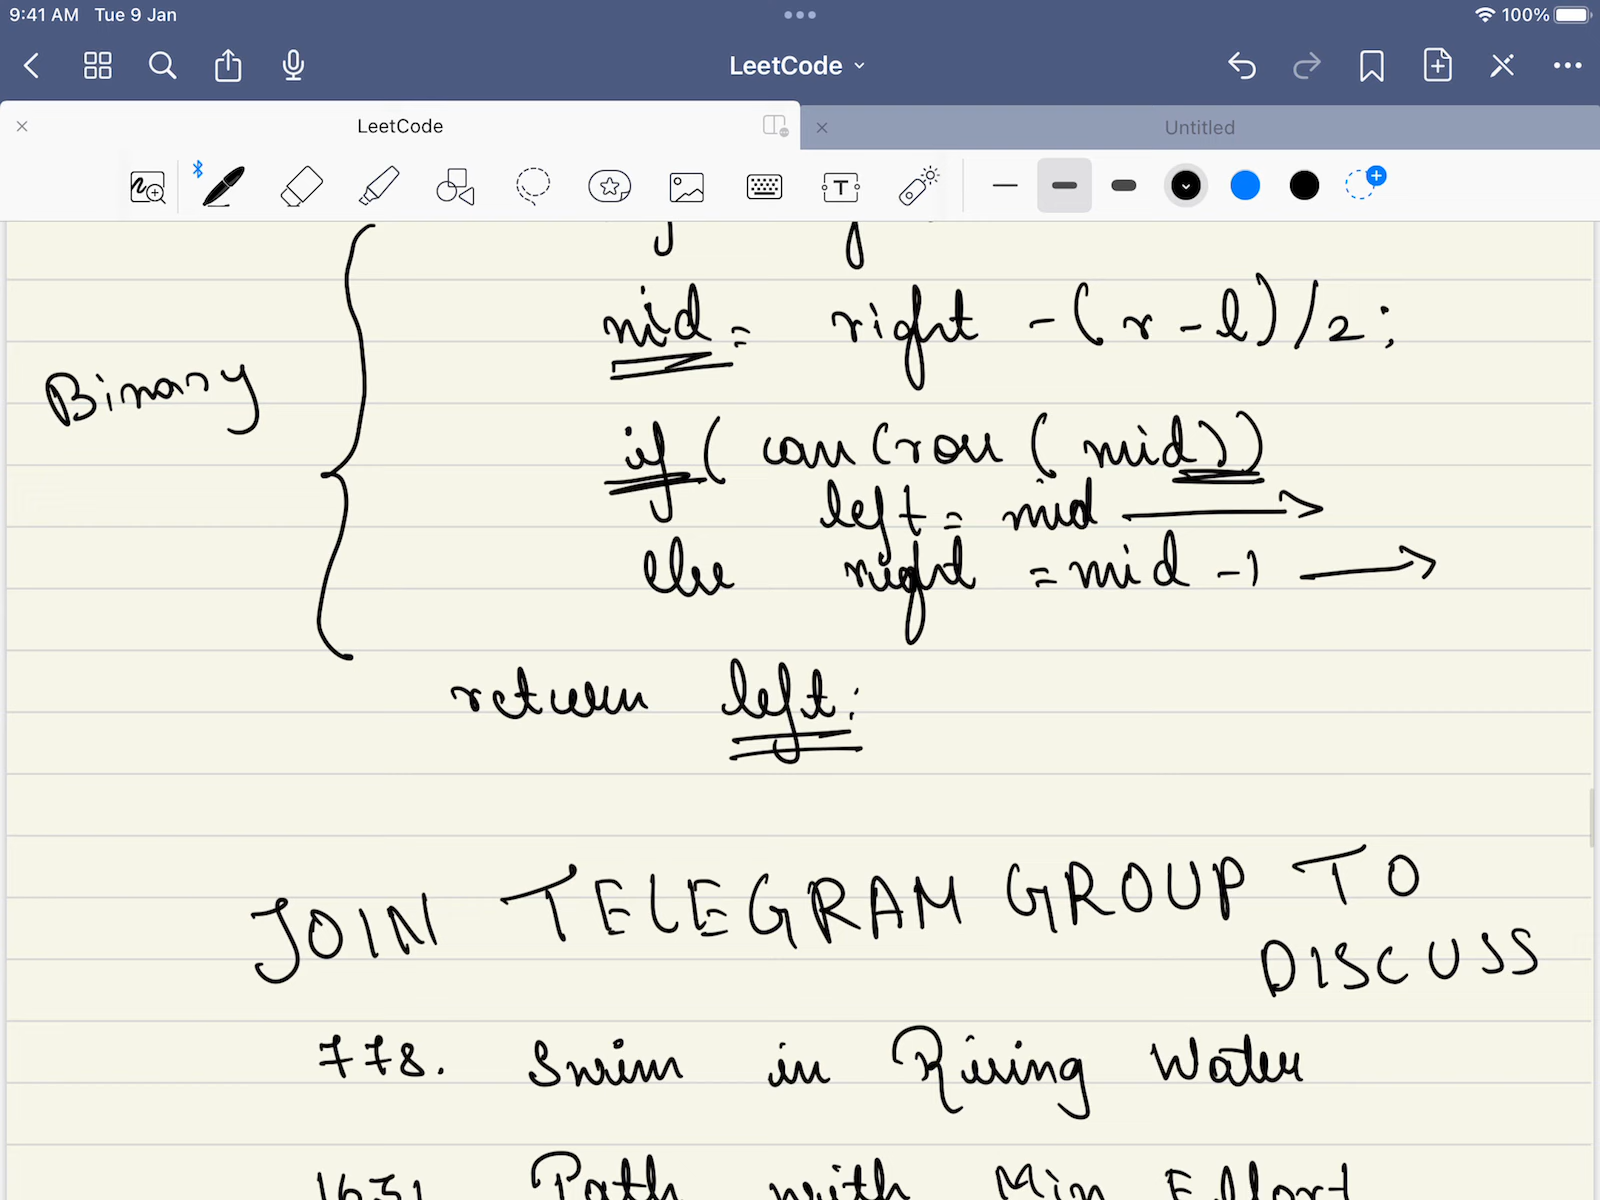 9:41 AM Tue 9 Jan
100%
LeetCode
LeetCode
Untitled
T
mid = right - (r - l) / 2;
Binary
if ( can Cross ( mid ) )
left = mid
else right = mid - 1
return left;
JOIN TELEGRAM GROUP TO
DISCUSS
778. Swim in Rising Water
1631 Path with Min Effort